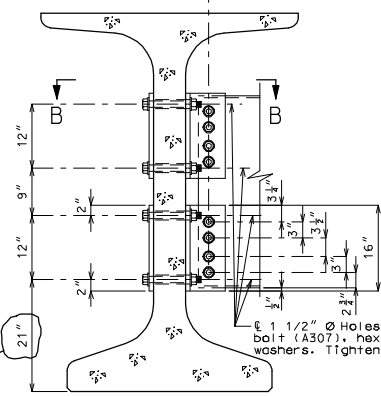 B
B
12"
9"
12"
21"
2"
2"
3 1/4"
3"
3 1/2"
3"
2 3/4"
1/2"
16"
℄ 1 1/2" Ø Holes
bolt (A307), hex
washers. Tighten